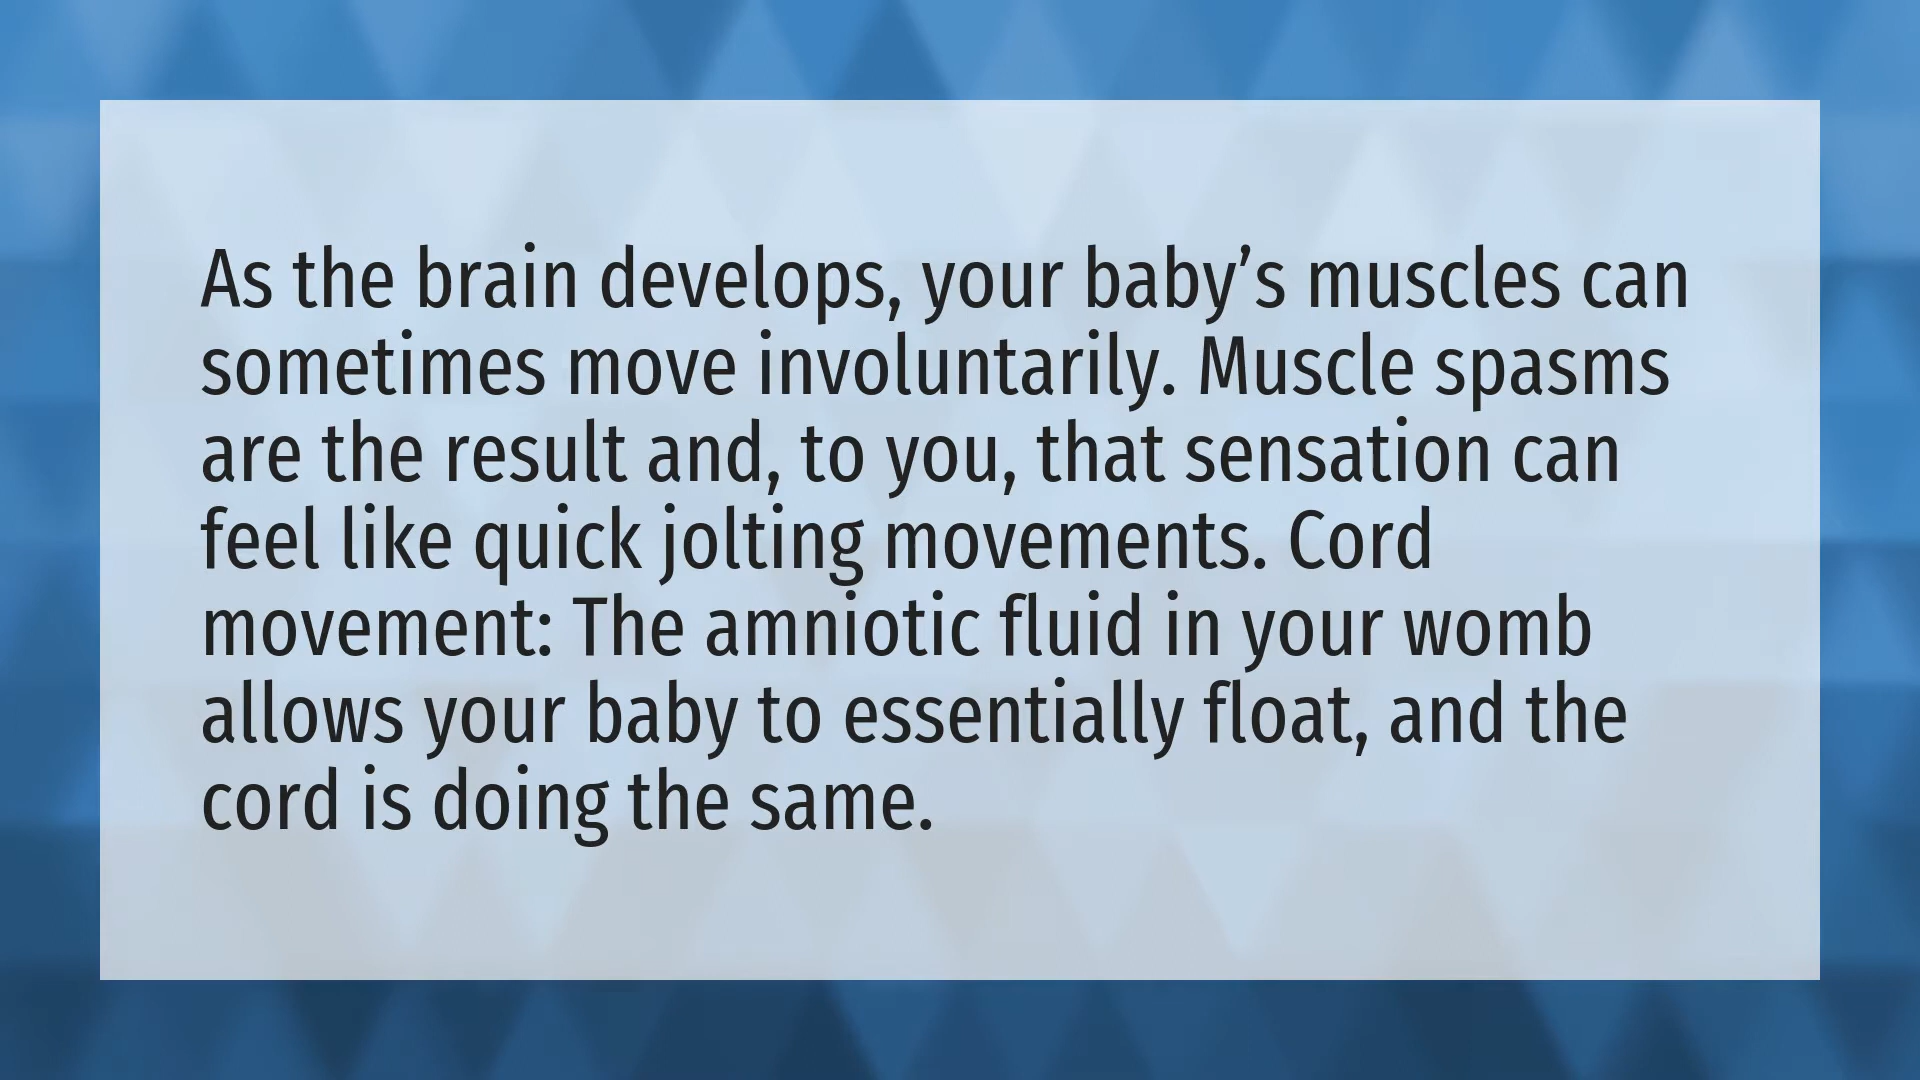 As the brain develops, your baby’s muscles can
sometimes move involuntarily. Muscle spasms
are the result and, to you, that sensation can
feel like quick jolting movements. Cord
movement: The amniotic fluid in your womb
allows your baby to essentially float, and the
cord is doing the same.